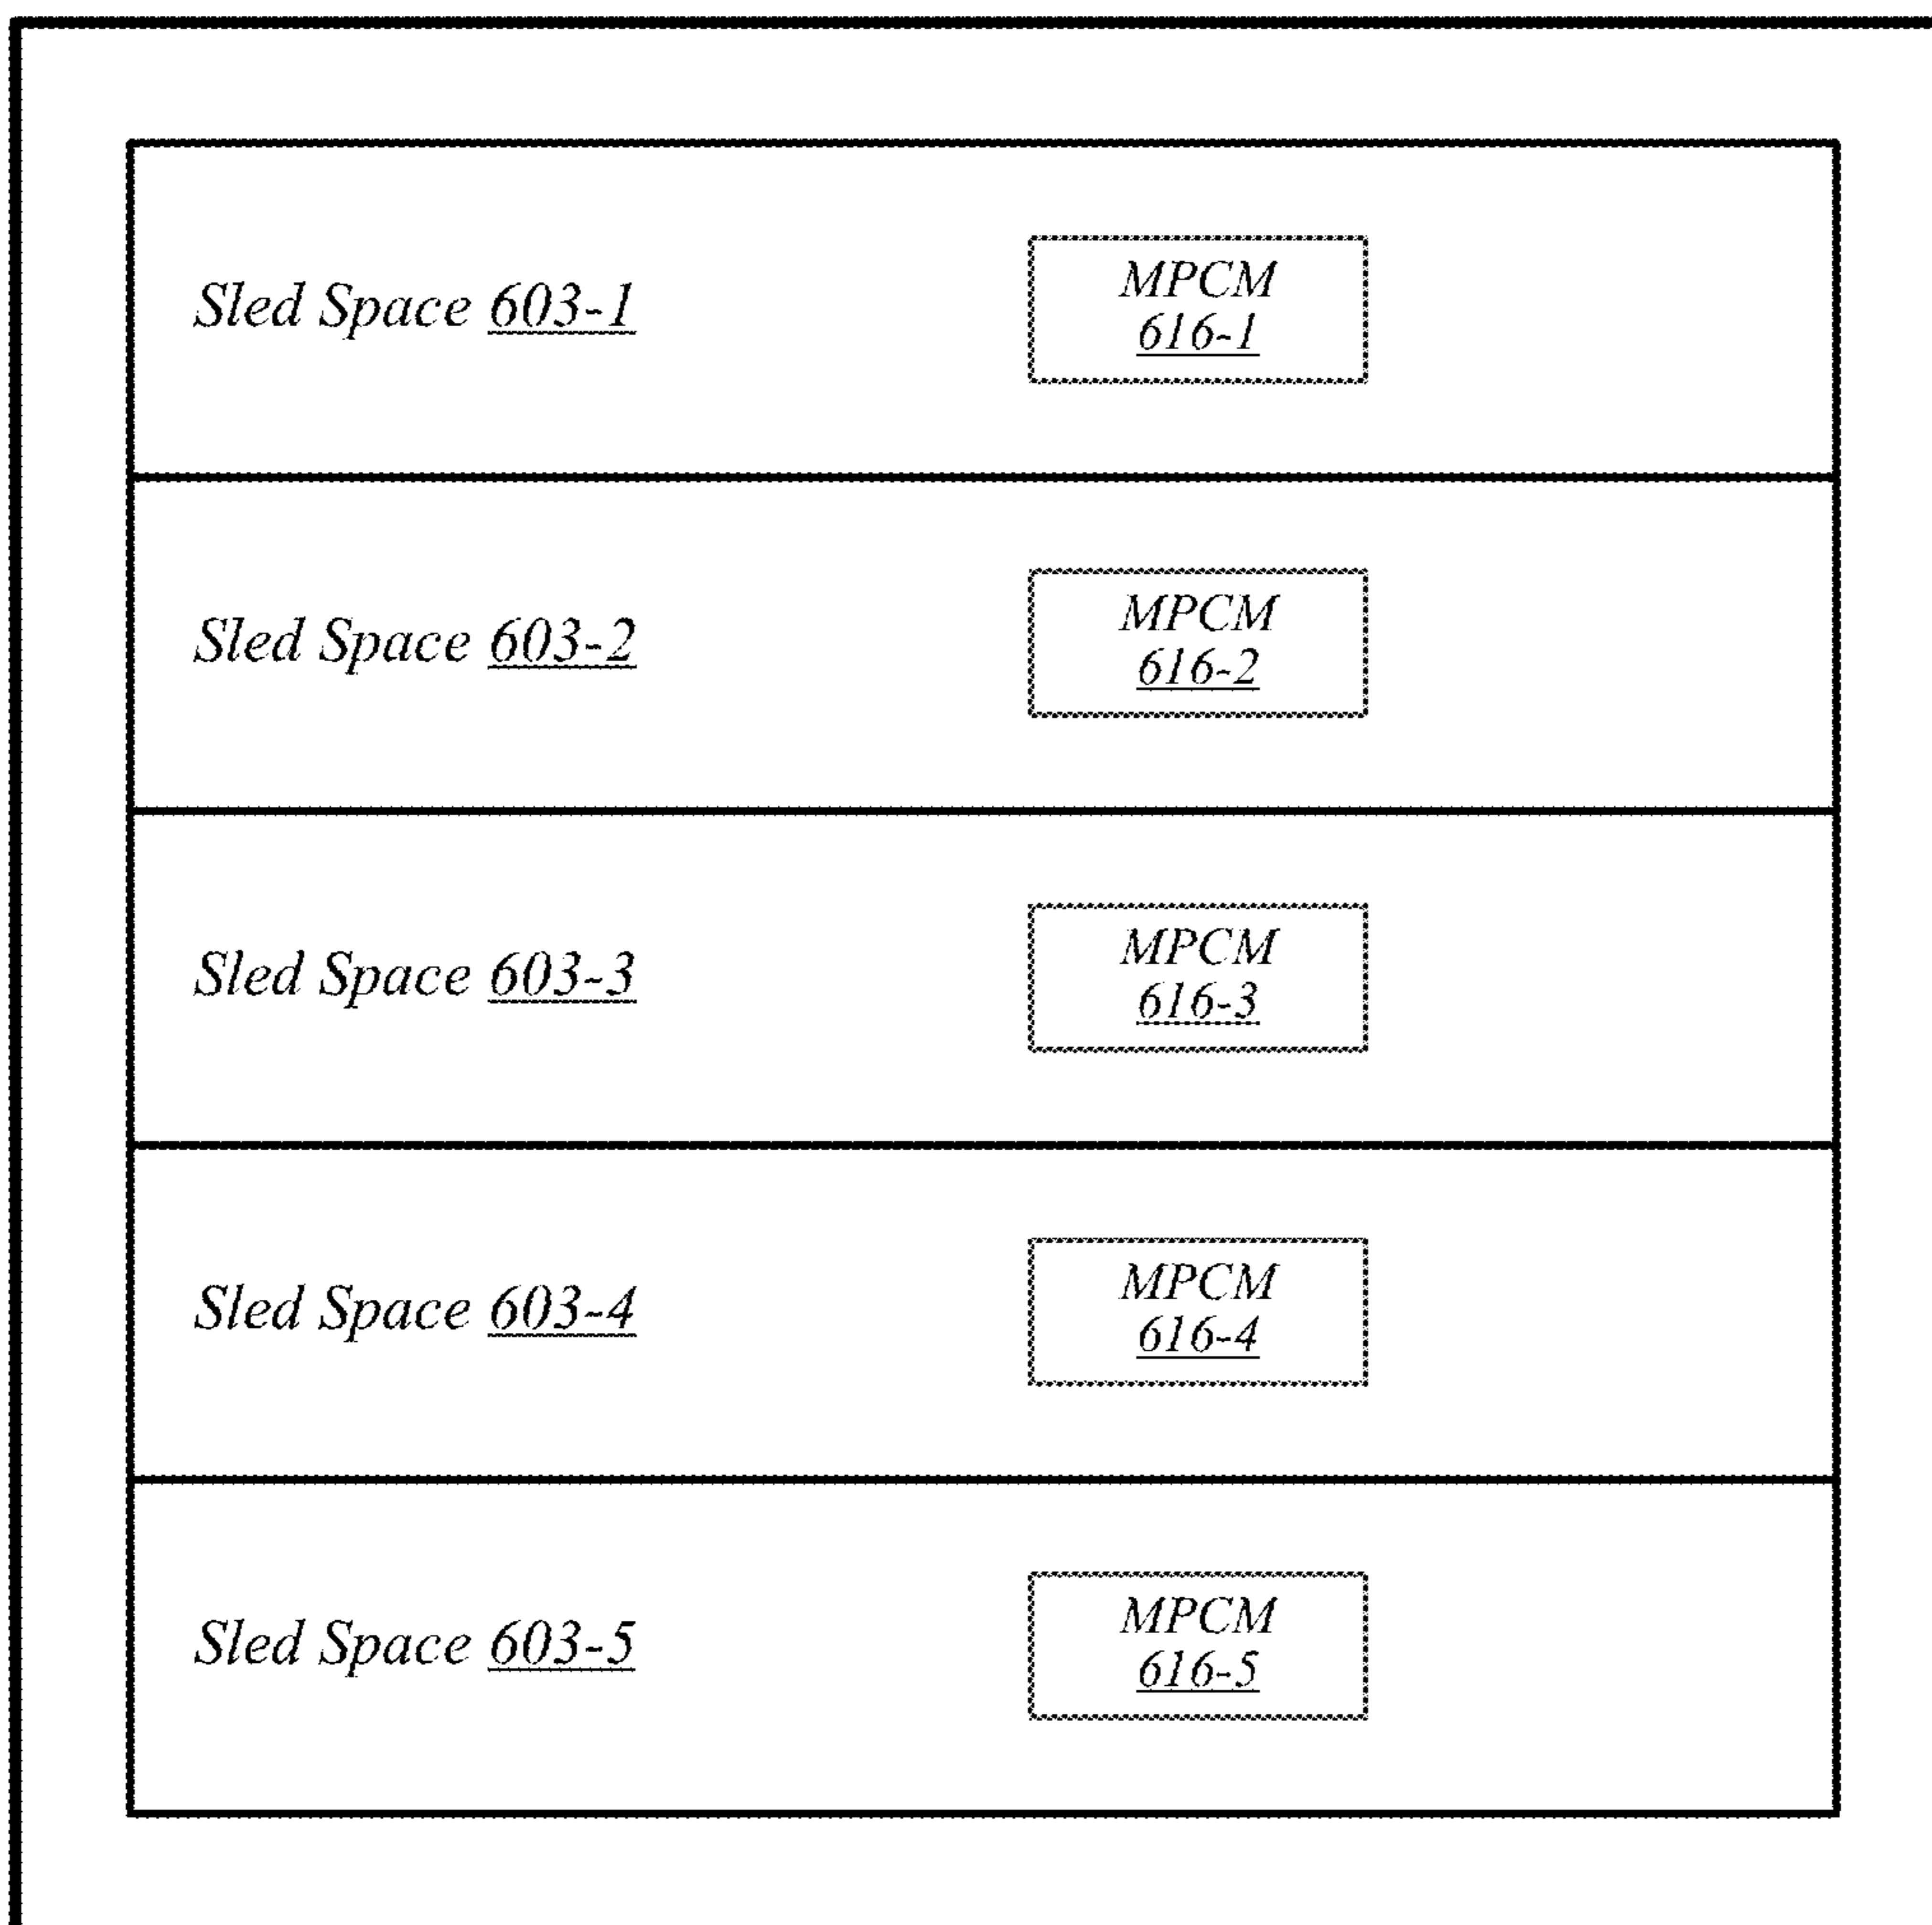 Sled Space 603-1
MPCM
616-1
Sled Space 603-2
MPCM
616-2
Sled Space 603-3
MPCM
616-3
Sled Space 603-4
MPCM
616-4
Sled Space 603-5
MPCM
616-5